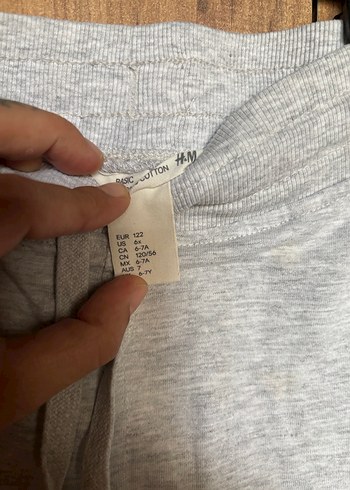 H&M
BASIC COTTON
EUR 122
US 6x
CA 6-7A
CN 120/56
MX 6-7A
AUS 7
6-7Y